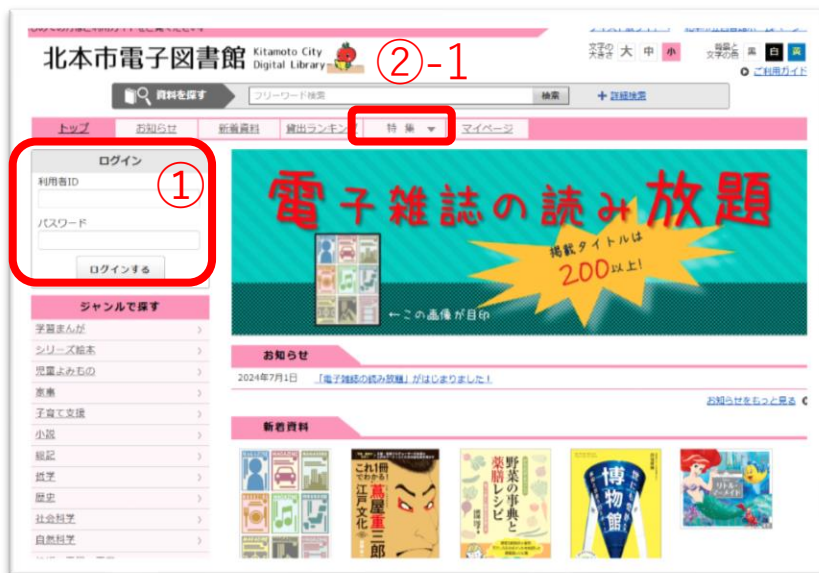 北本市電子図書館
Kitamoto City
Digital Library
②-1
文字の
大きさ
大 中 小
背景と
文字の色
黒 白 黄
ご利用ガイド
資料を探す
フリーワード検索
検索
+ 詳細検索
トップ お知らせ 新着資料 貸出ランキング 特集 ▼ マイページ
ログイン
①
利用者ID
パスワード
ログインする
電子雑誌の読み放題
掲載タイトルは
200以上!
←この画像が目印
ジャンルで探す
学習まんが
シリーズ絵本
児童よみもの
家事
子育て支援
小説
総記
哲学
歴史
社会科学
自然科学
お知らせ
2024年7月1日 「電子雑誌の読み放題」がはじまりました!
お知らせをもっと見る
新着資料
これ1冊
でわかる!
蔦屋重三郎
江戸文化
野菜の事典と
薬膳レシピ
博物館
リトル・
マーメイド